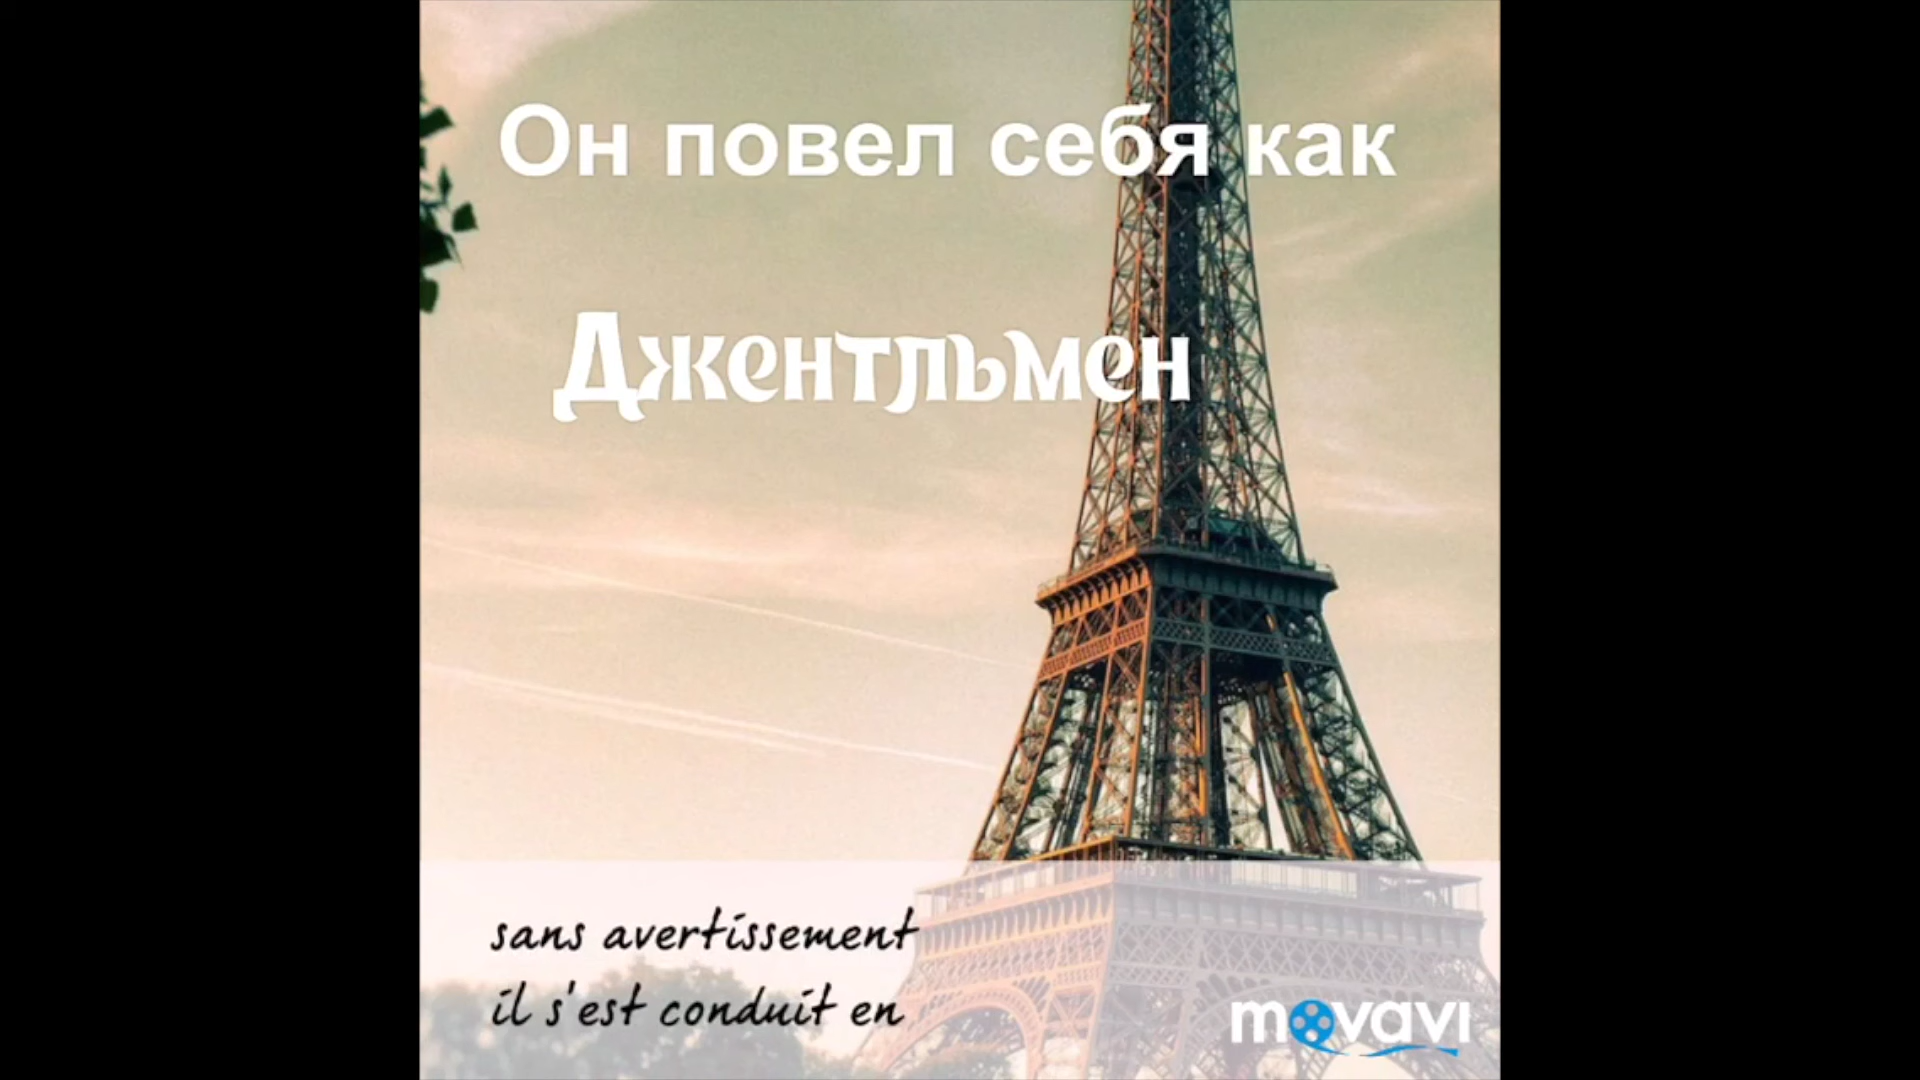 Он повел себя как
Джентльмен
sans avertissement
il s'est conduit en
movavi